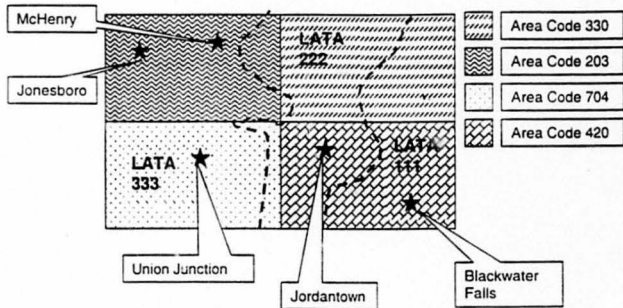 McHenry
Jonesboro
LATA
222
LATA
333
LATA
111
Union Junction
Jordantown
Blackwater
Falls
Area Code 330
Area Code 203
Area Code 704
Area Code 420